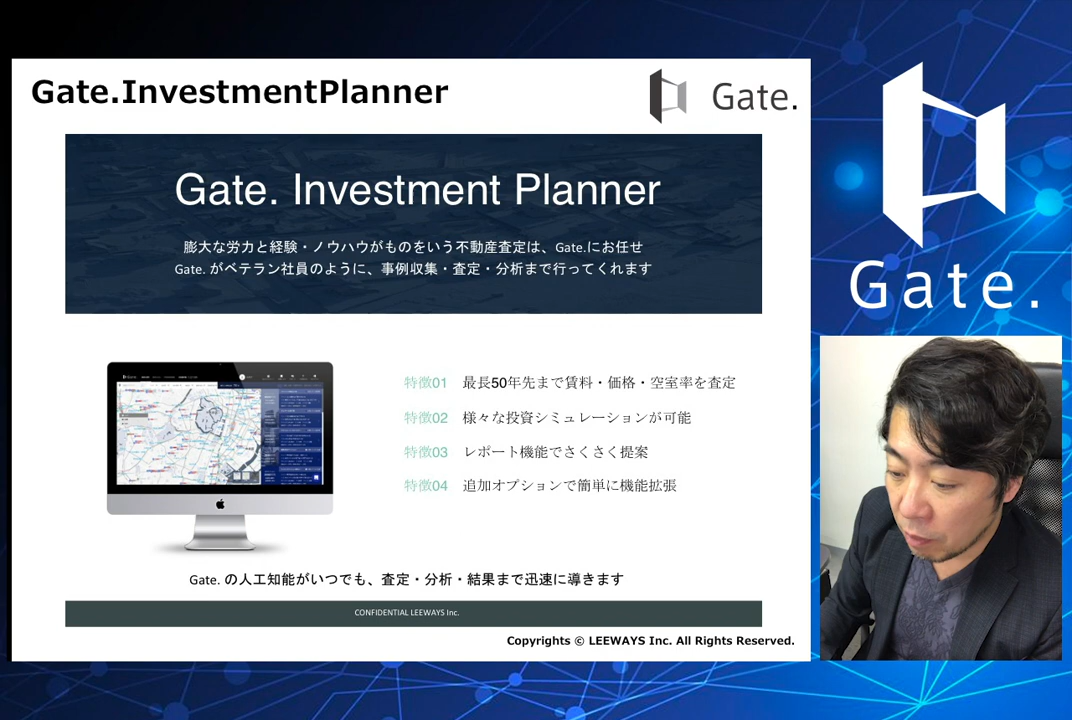 Gate.InvestmentPlanner
Gate.
Gate. Investment Planner
膨大な労力と経験・ノウハウがものをいう不動産査定は、Gate.にお任せ
Gate. がベテラン社員のように、事例収集・査定・分析まで行ってくれます
特徴01 最長50年先まで賃料・価格・空室率を査定
特徴02 様々な投資シミュレーションが可能
特徴03 レポート機能でさくさく提案
特徴04 追加オプションで簡単に機能拡張
Gate. の人工知能がいつでも、査定・分析・結果まで迅速に導きます
CONFIDENTIAL LEEWAYS Inc.
Copyrights © LEEWAYS Inc. All Rights Reserved.
Gate.